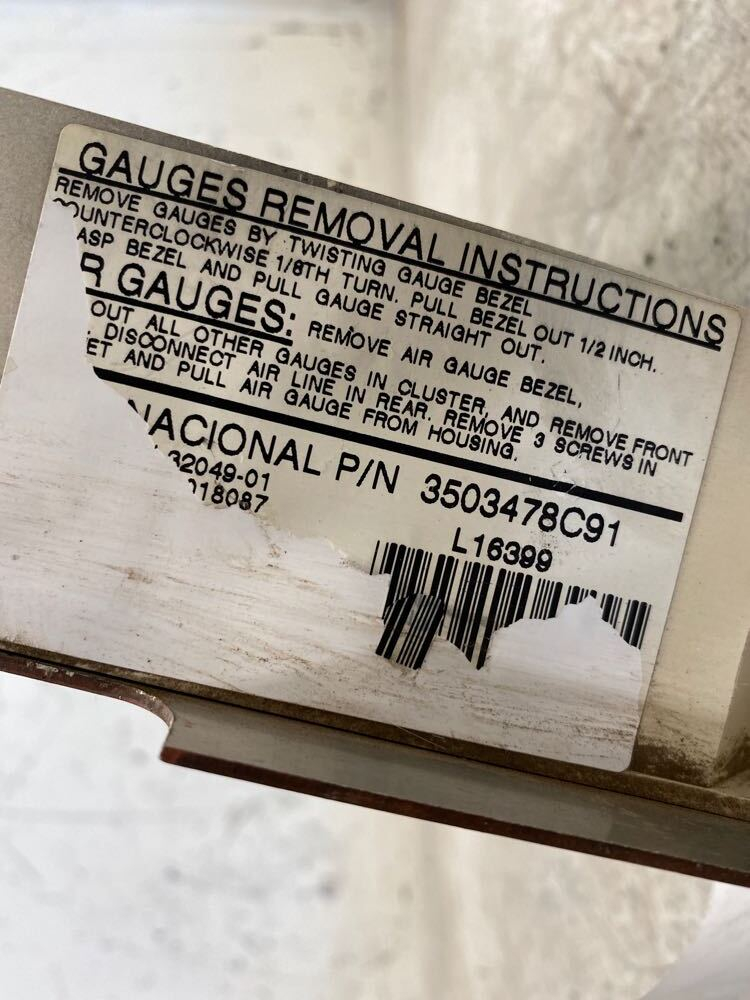 GAUGES REMOVAL INSTRUCTIONS
REMOVE GAUGES BY TWISTING GAUGE BEZEL
OUNTERCLOCKWISE 1/8TH TURN. PULL BEZEL OUT 1/2 INCH.
ASP BEZEL AND PULL GAUGE STRAIGHT OUT.
R GAUGES: REMOVE AIR GAUGE BEZEL,
OUT ALL OTHER GAUGES IN CLUSTER, AND REMOVE FRONT
. DISCONNECT AIR LINE IN REAR. REMOVE 3 SCREWS IN
ET AND PULL AIR GAUGE FROM HOUSING.
NACIONAL P/N 3503478C91
32049-01
018087
L16399